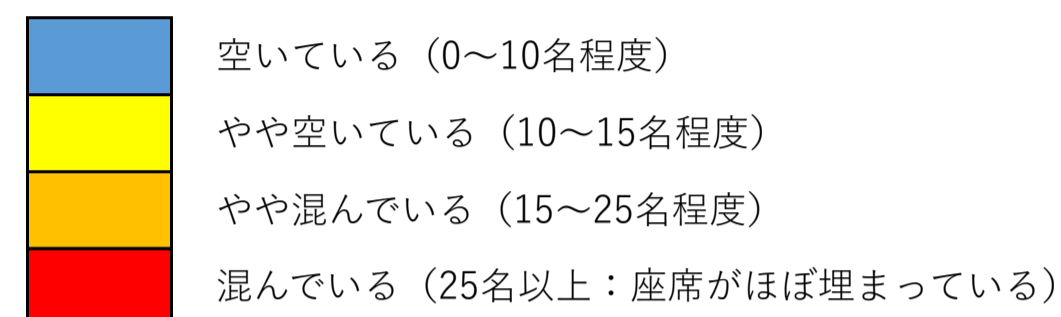 空いている（0～10名程度）
やや空いている（10～15名程度）
やや混んでいる（15～25名程度）
混んでいる（25名以上：座席がほぼ埋まっている）